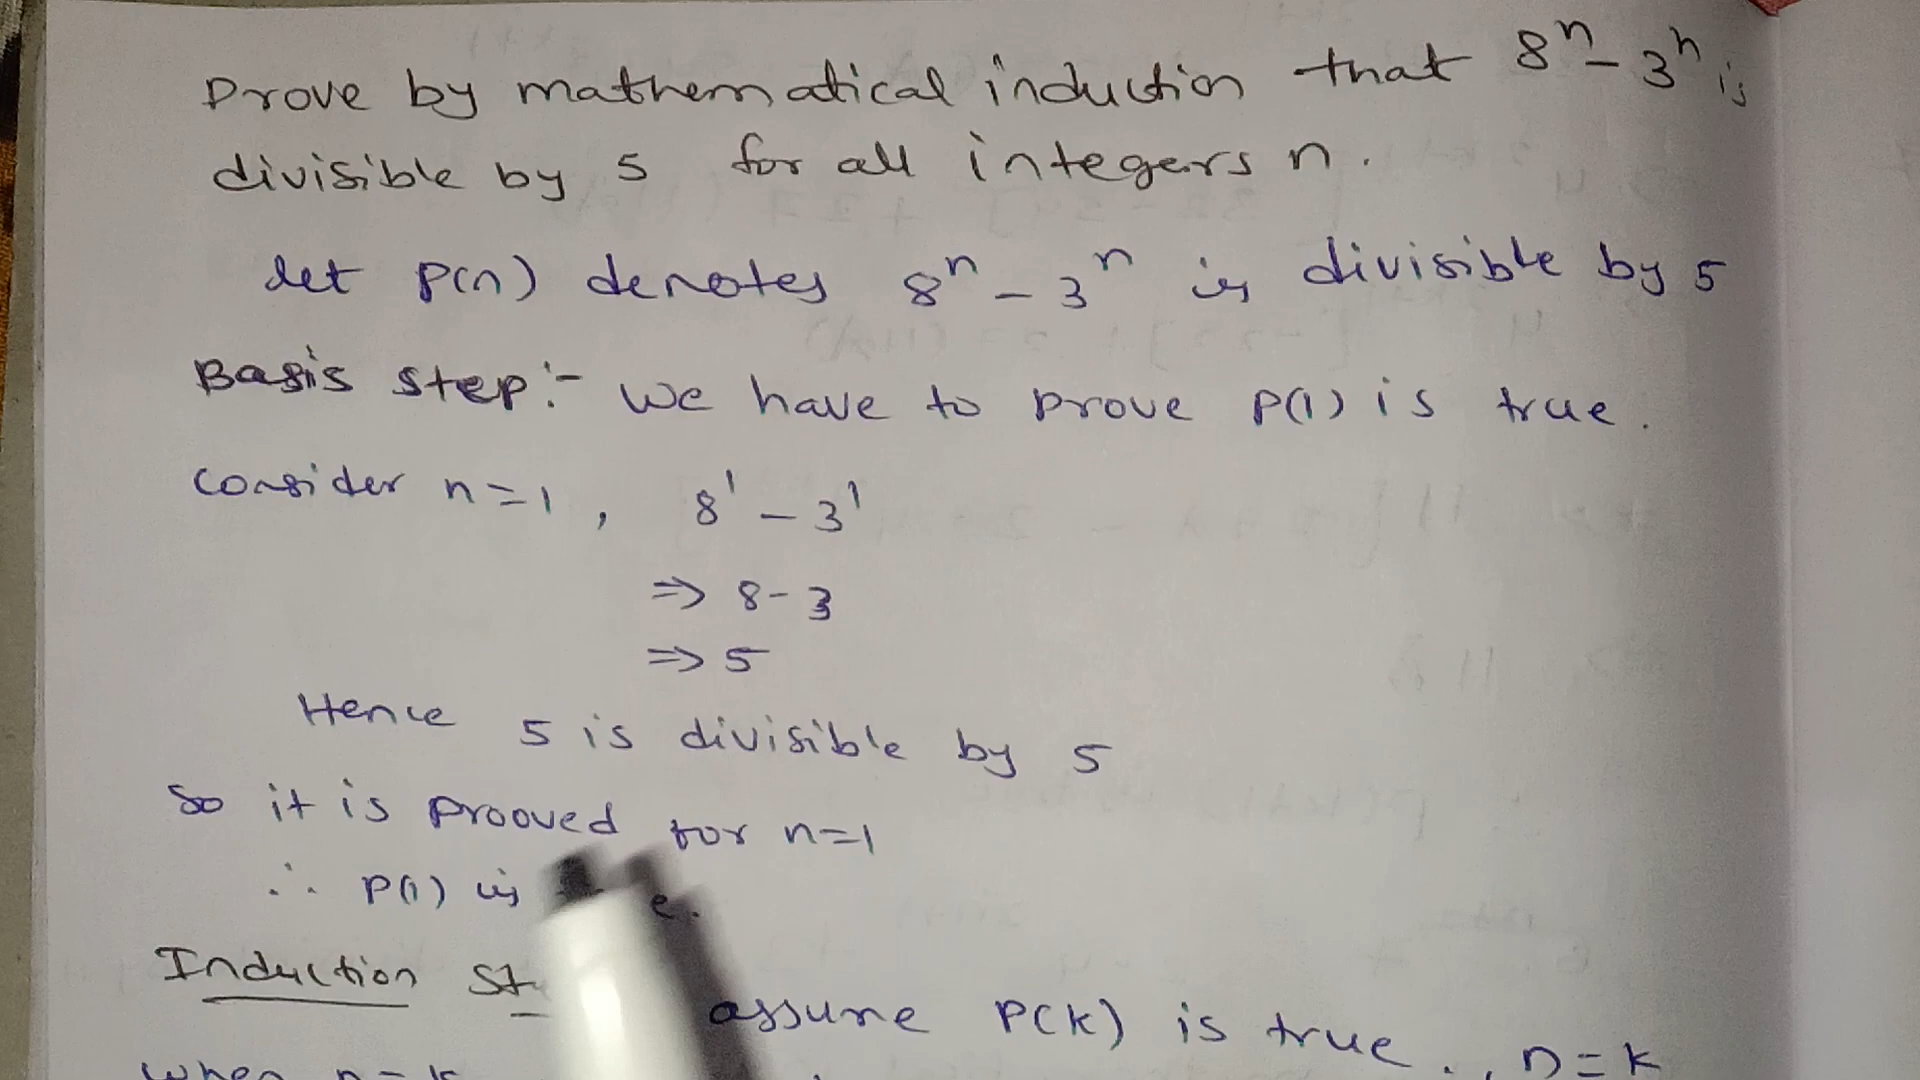 Prove by mathematical induction that 8ⁿ - 3ⁿ is
divisible by 5 for all integers n.
Let P(n) denotes 8ⁿ - 3ⁿ is divisible by 5
Basis step:- We have to prove P(1) is true.
Consider n=1, 8¹ - 3¹
⇒ 8-3
⇒ 5
Hence 5 is divisible by 5
So it is prooved for n=1
∴ P(1) is
Induction assume P(k) is true., n=k
when n=k